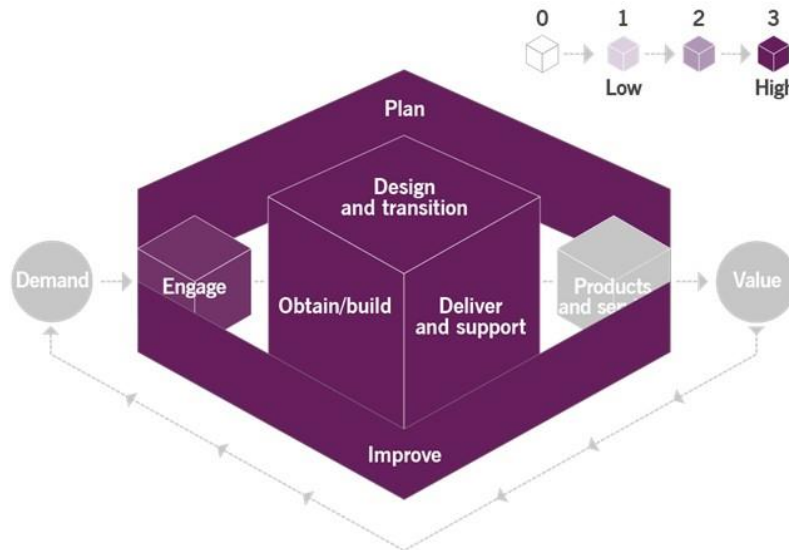 0 1 2 3
Low High
Plan
Design
and transition
Demand
Engage
Obtain/build
Deliver
and support
Products
and
Value
Improve